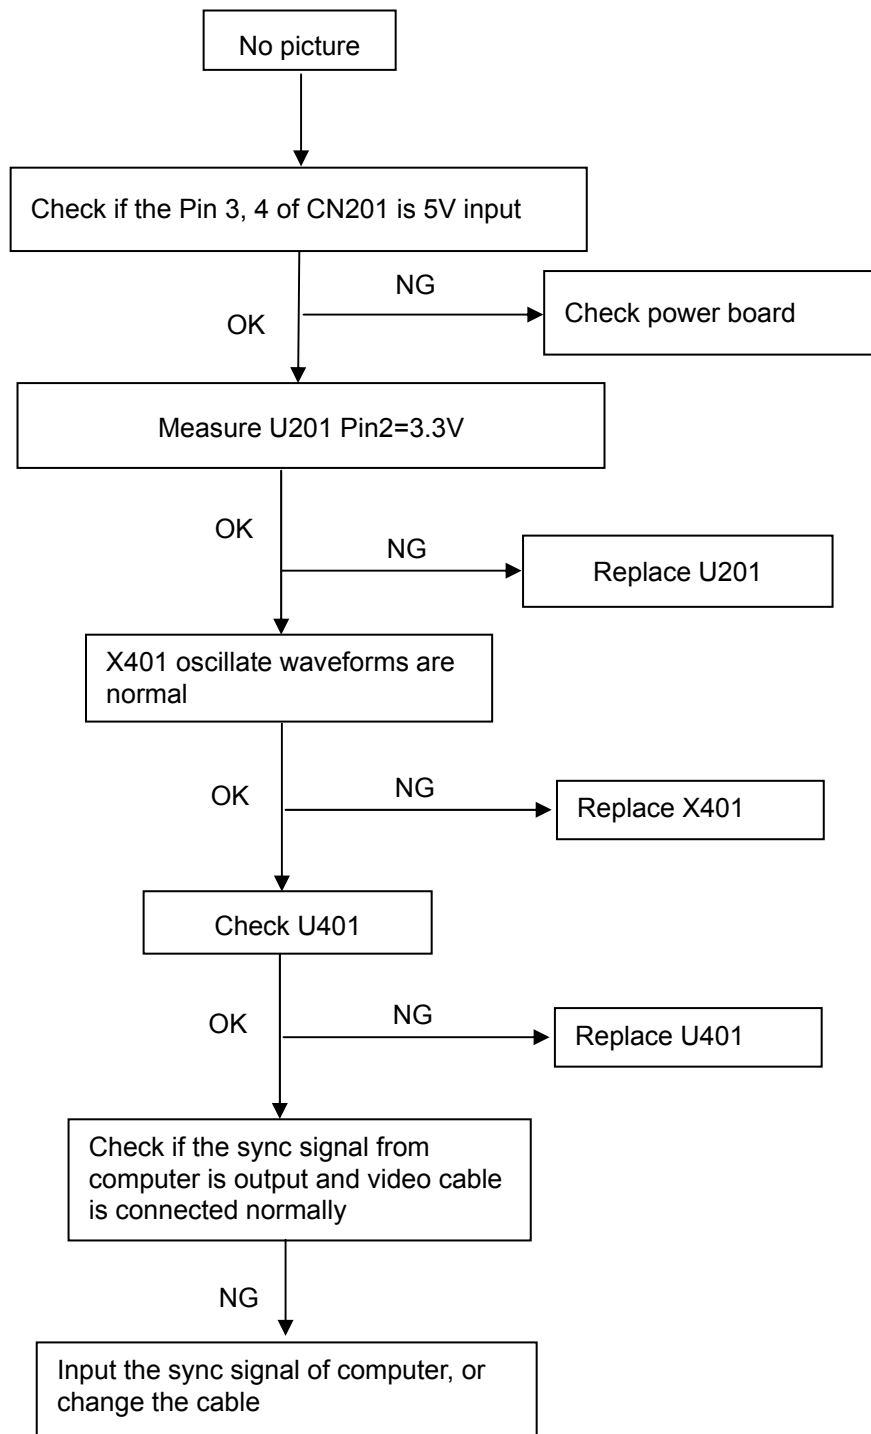 No picture
Check if the Pin 3, 4 of CN201 is 5V input
NG
OK
Check power board
Measure U201 Pin2=3.3V
OK
NG
Replace U201
X401 oscillate waveforms are
normal
OK
NG
Replace X401
Check U401
OK
NG
Replace U401
Check if the sync signal from
computer is output and video cable
is connected normally
NG
Input the sync signal of computer, or
change the cable